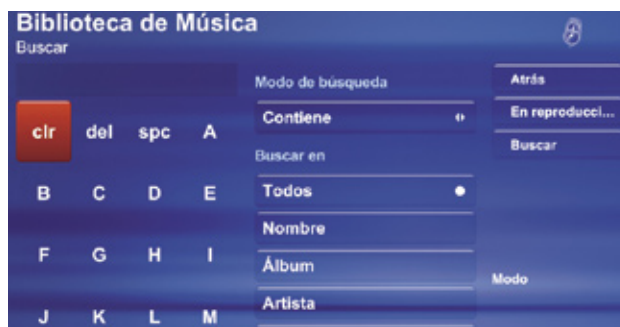 Biblioteca de Música
Buscar
clr del spc A
B C D E
F G H I
J K L M
Modo de búsqueda
Contiene
Buscar en
Todos
Nombre
Álbum
Artista
Atrás
En reproducci...
Buscar
Modo